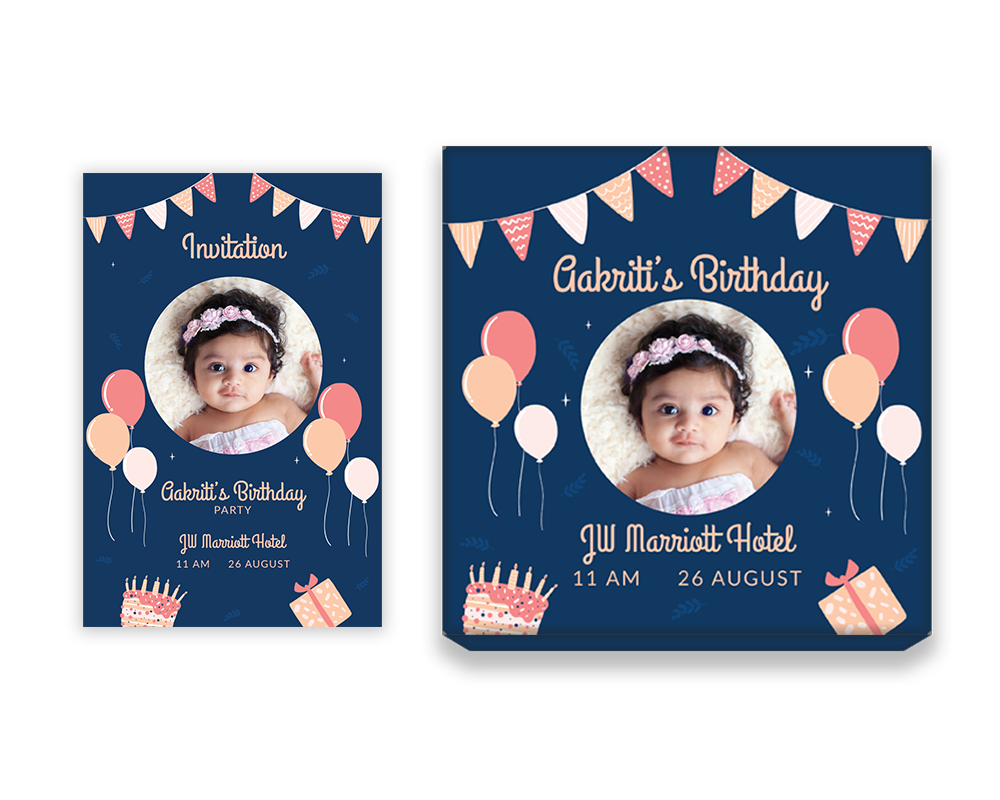 Invitation
Aakriti's Birthday
PARTY
JW Marriott Hotel
11 AM 26 AUGUST
Aakriti's Birthday
JW Marriott Hotel
11 AM 26 AUGUST